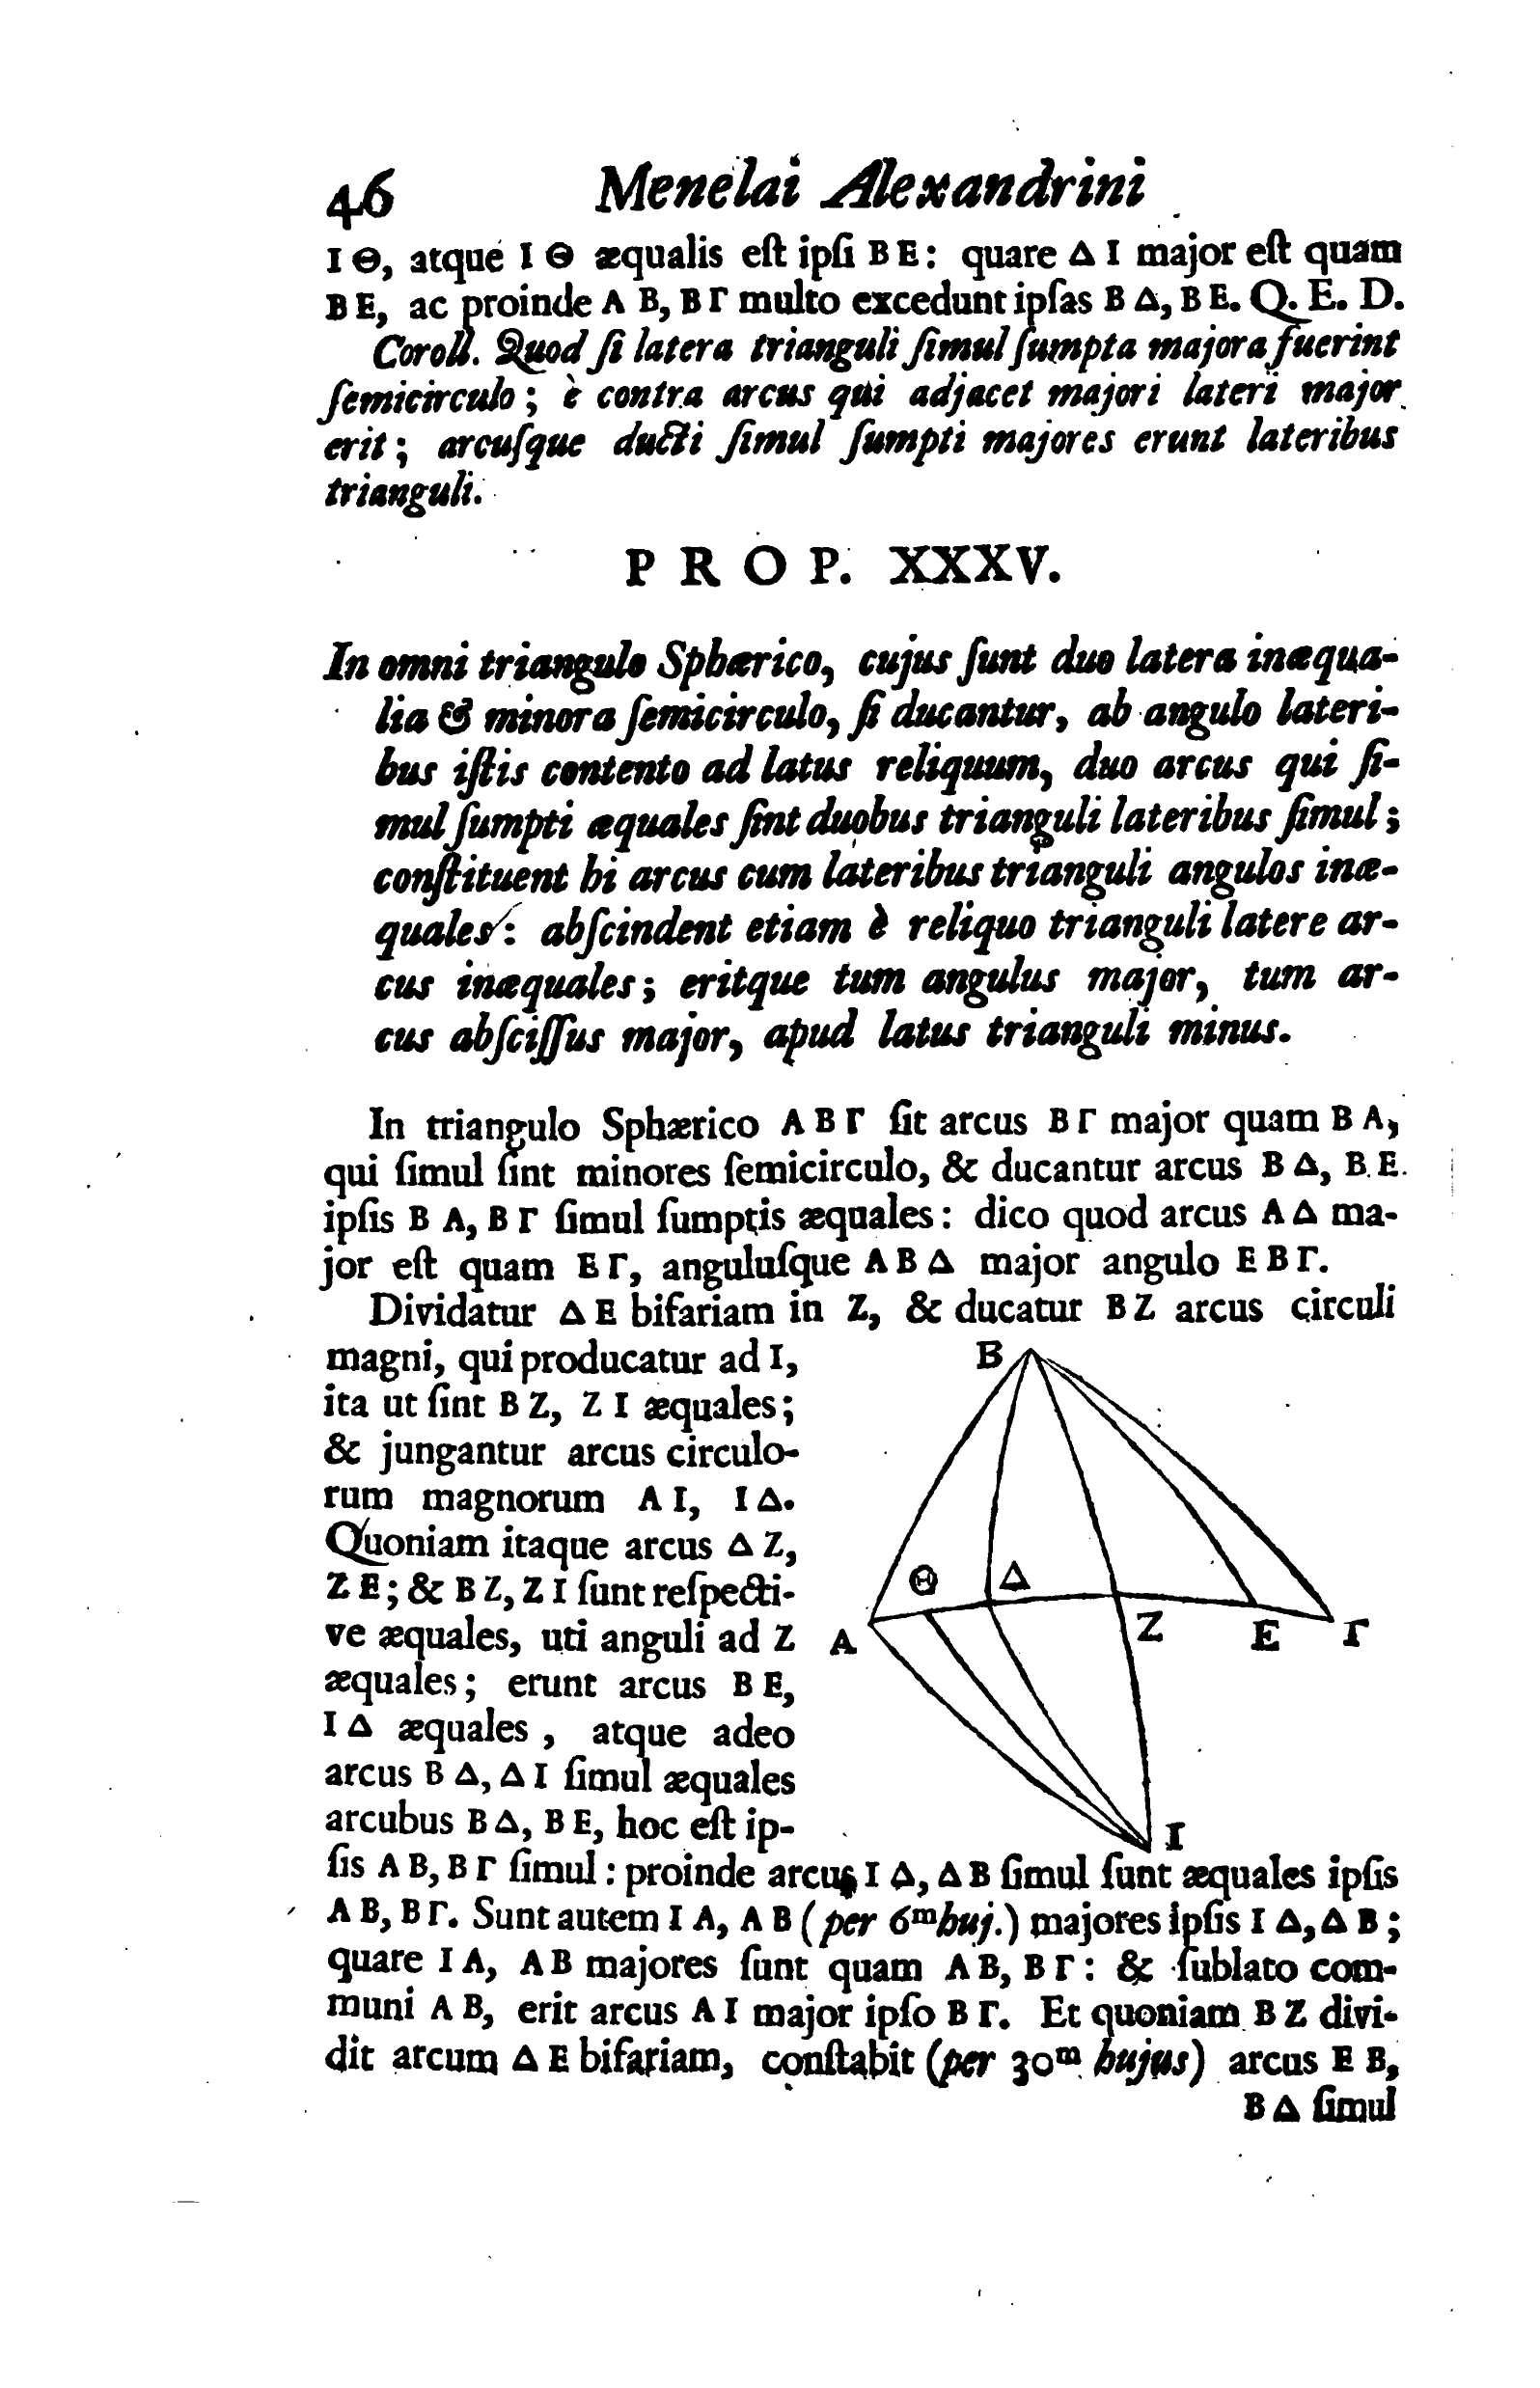 46 Menelai Alexandrini
Ι Θ, atque Ι Θ æqualis eſt ipſi Β Ε: quare Δ Ι major eſt quam
Β Ε, ac proinde Α Β, Β Γ multo excedunt ipſas Β Δ, Β Ε. Q. E. D.
Coroll. Quod ſi latera trianguli ſimul ſumpta majora fuerint
ſemicirculo; è contra arcus qui adjacet majori lateri major
erit; arcuſque ducti ſimul ſumpti majores erunt lateribus
trianguli.
PROP. XXXV.
In omni triangulo Sphærico, cujus ſunt duo latera inæqua-
lia & minora ſemicirculo, ſi ducantur, ab angulo lateri-
bus iſtis contento ad latus reliquum, duo arcus qui ſi-
mul ſumpti æquales ſint duobus trianguli lateribus ſimul;
conſtituent hi arcus cum lateribus trianguli angulos inæ-
quales: abſcindent etiam è reliquo trianguli latere ar-
cus inæquales; eritque tum angulus major, tum ar-
cus abſciſſus major, apud latus trianguli minus.
In triangulo Sphærico Α Β Γ ſit arcus Β Γ major quam Β Α,
qui ſimul ſint minores ſemicirculo, & ducantur arcus Β Δ, Β Ε
ipſis Β Α, Β Γ ſimul ſumptis æquales: dico quod arcus Α Δ ma-
jor eſt quam Ε Γ, anguluſque Α Β Δ major angulo Ε Β Γ.
Dividatur Δ Ε bifariam in Ζ, & ducatur Β Ζ arcus circuli
magni, qui producatur ad Ι,
ita ut ſint Β Ζ, Ζ Ι æquales;
& jungantur arcus circulo-
rum magnorum Α Ι, Ι Δ.
Quoniam itaque arcus Δ Ζ,
Ζ Ε; & Β Ζ, Ζ Ι ſunt reſpecti-
ve æquales, uti anguli ad Ζ
æquales; erunt arcus Β Ε,
Ι Δ æquales, atque adeo
arcus Β Δ, Δ Ι ſimul æquales
arcubus Β Δ, Β Ε, hoc eſt ip-
Β
Θ Δ
Α Ζ Ε Γ
Ι
ſis Α Β, Β Γ ſimul: proinde arcus Ι Δ, Δ Β ſimul ſunt æquales ipſis
Α Β, Β Γ. Sunt autem Ι Α, Α Β (per 6ᵐ huj.) majores ipſis Ι Δ, Δ Β;
quare Ι Α, Α Β majores ſunt quam Α Β, Β Γ: & ſublato com-
muni Α Β, erit arcus Α Ι major ipſo Β Γ. Et quoniam Β Ζ divi-
dit arcum Δ Ε bifariam, conſtabit (per 30ᵐ hujus) arcus Ε Β,
Β Δ ſimul